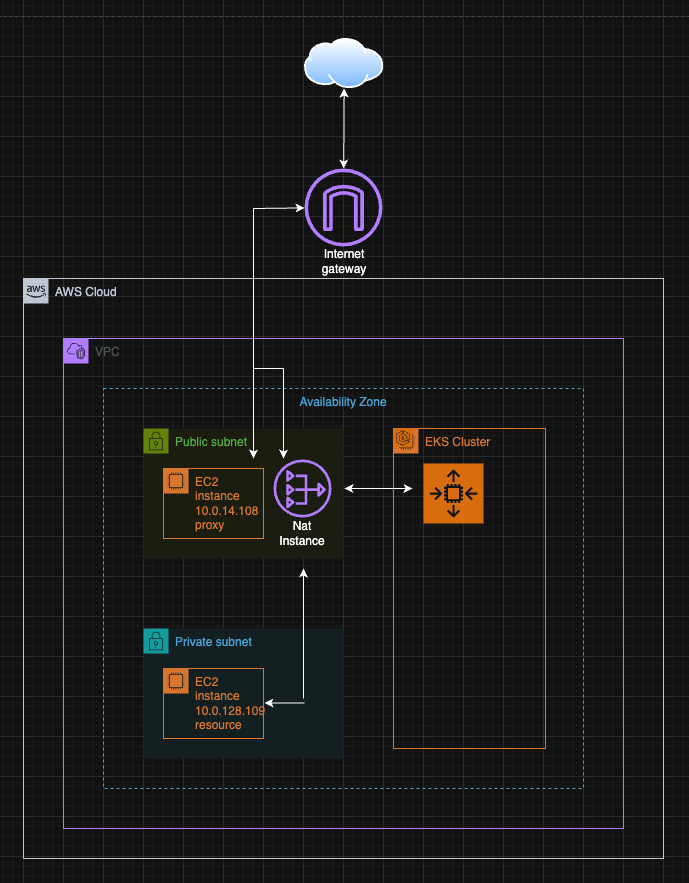 Internet
gateway
aws
AWS Cloud
VPC
Availability Zone
Public subnet
EC2
instance
10.0.14.108
proxy
Nat
Instance
EKS
EKS Cluster
Private subnet
EC2
instance
10.0.128.109
resource